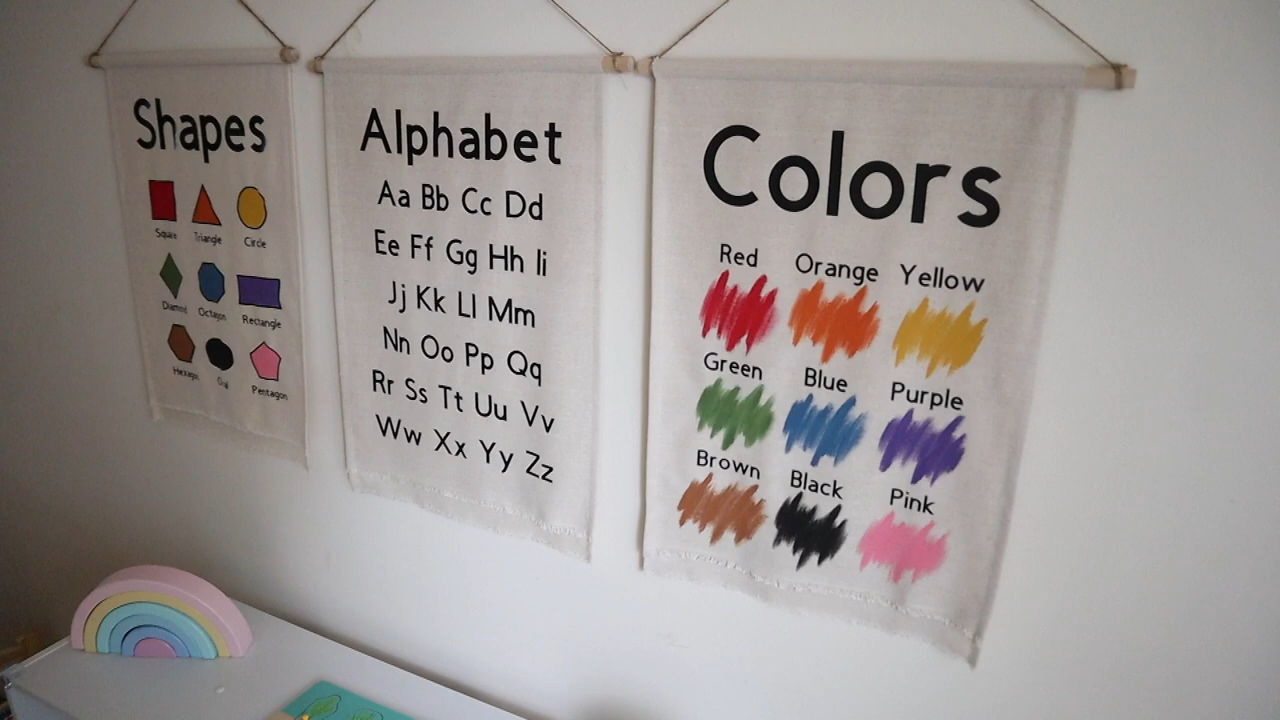 Shapes
Square Triangle Circle
Diamond Octagon Rectangle
Hexagon Oval Pentagon
Alphabet
Aa Bb Cc Dd
Ee Ff Gg Hh Ii
Jj Kk Ll Mm
Nn Oo Pp Qq
Rr Ss Tt Uu Vv
Ww Xx Yy Zz
Colors
Red Orange Yellow
Green Blue Purple
Brown Black Pink